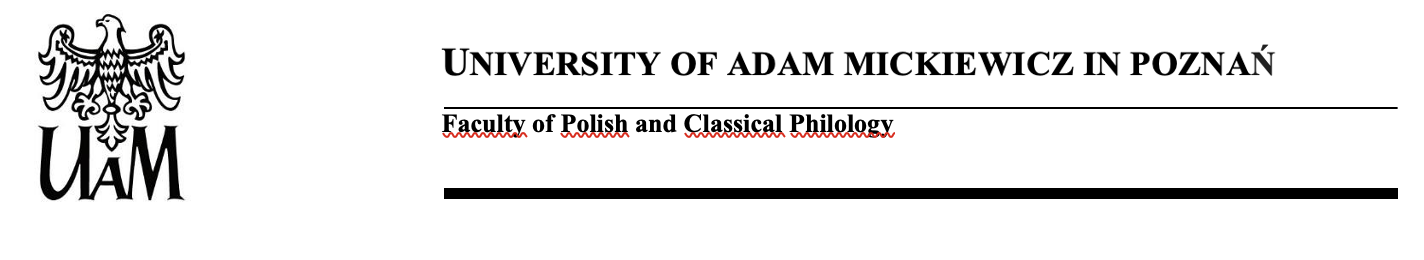 UAM
UNIVERSITY OF ADAM MICKIEWICZ IN POZNAŃ
Faculty of Polish and Classical Philology